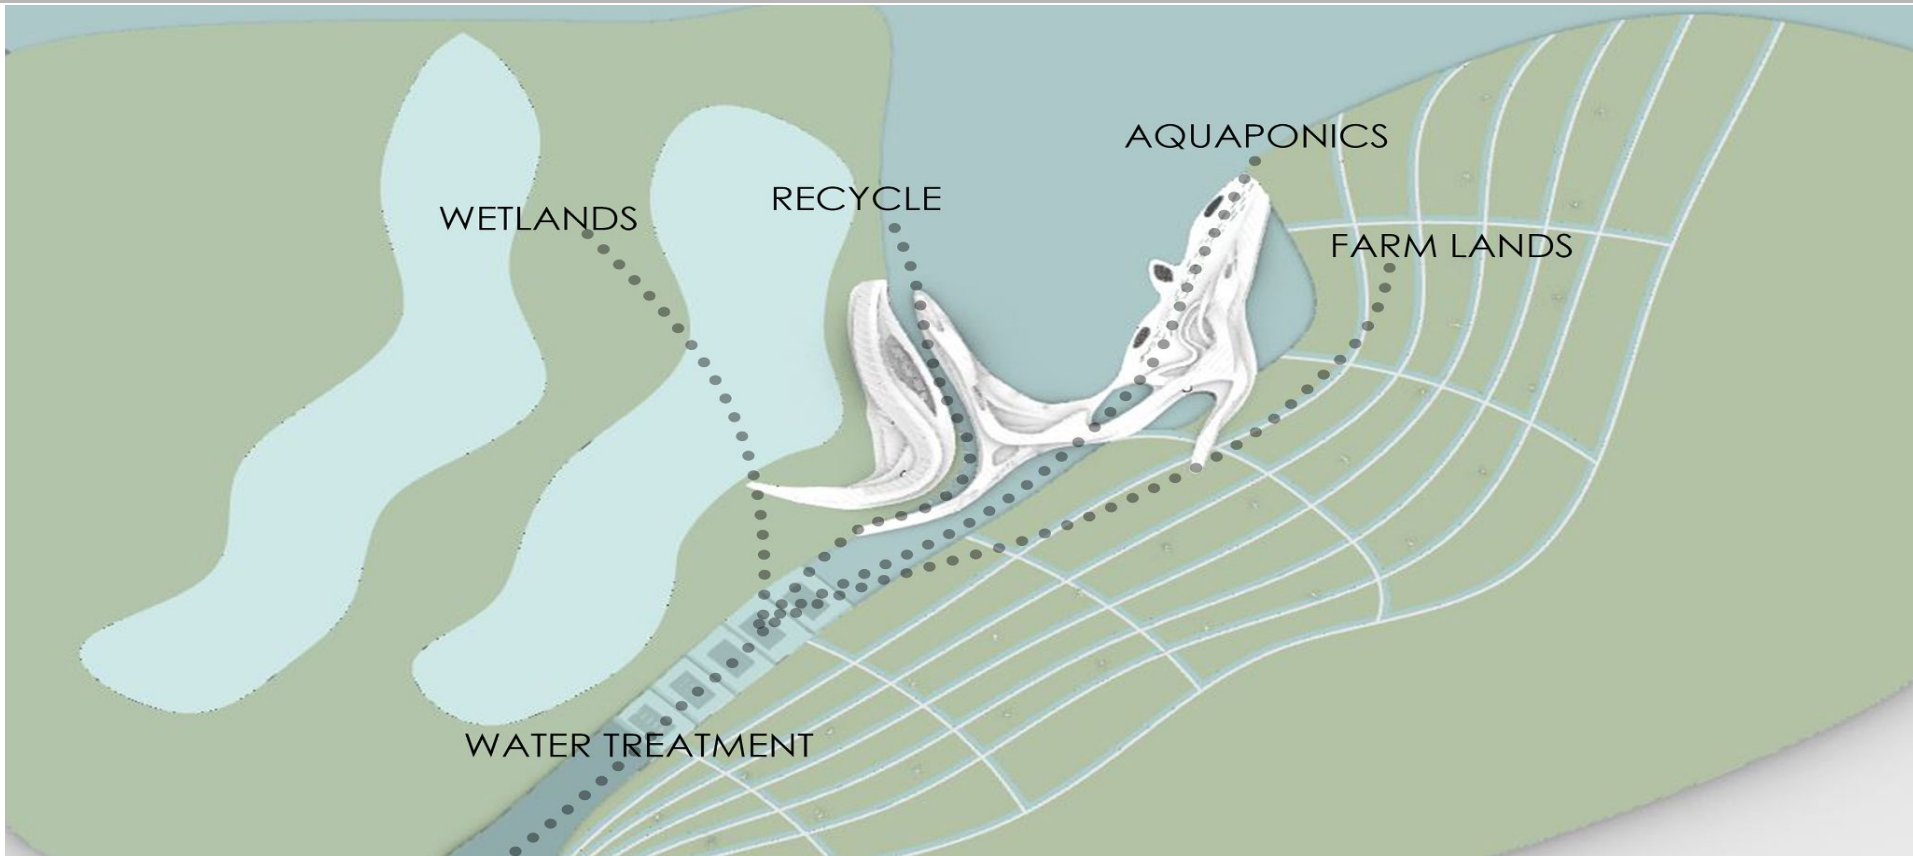 AQUAPONICS
RECYCLE
WETLANDS
FARM LANDS
WATER TREATMENT